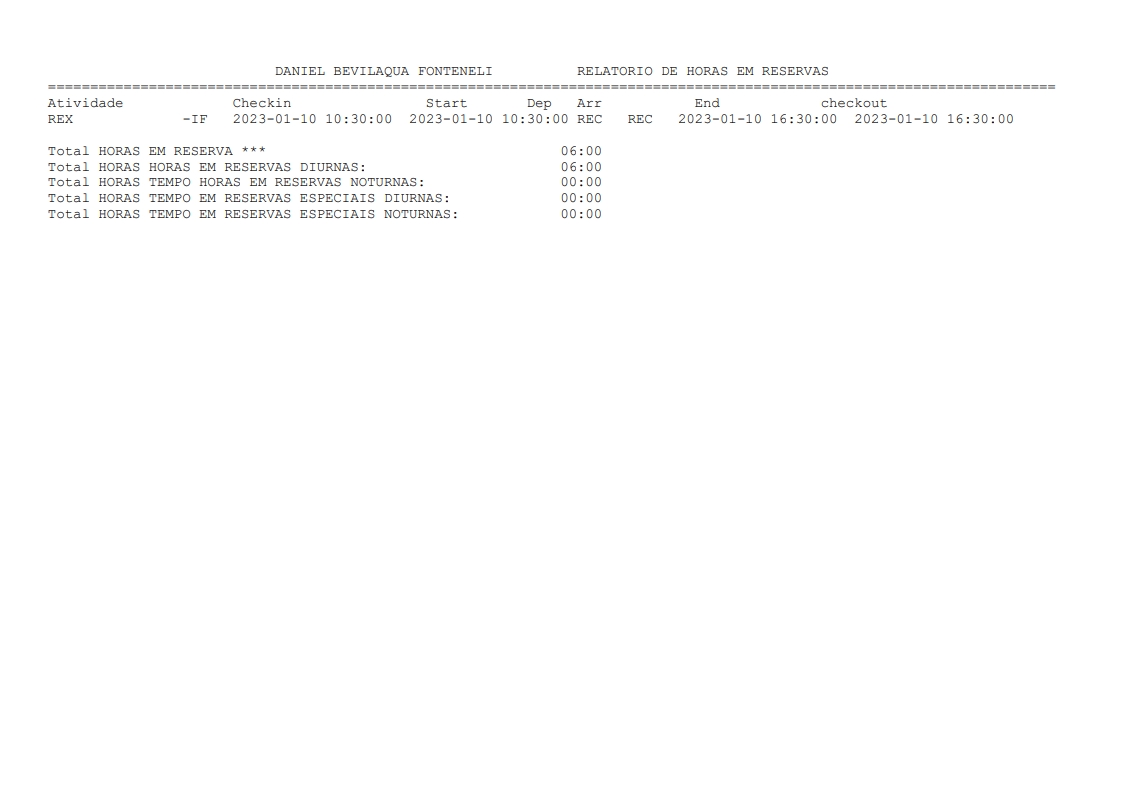 DANIEL BEVILAQUA FONTENELI          RELATORIO DE HORAS EM RESERVAS
========================================================================================================================
Atividade             Checkin                Start       Dep   Arr           End            checkout
REX             -IF   2023-01-10 10:30:00  2023-01-10 10:30:00 REC   REC   2023-01-10 16:30:00  2023-01-10 16:30:00
Total HORAS EM RESERVA ***                                   06:00
Total HORAS HORAS EM RESERVAS DIURNAS:                       06:00
Total HORAS TEMPO HORAS EM RESERVAS NOTURNAS:                00:00
Total HORAS TEMPO EM RESERVAS ESPECIAIS DIURNAS:             00:00
Total HORAS TEMPO EM RESERVAS ESPECIAIS NOTURNAS:            00:00